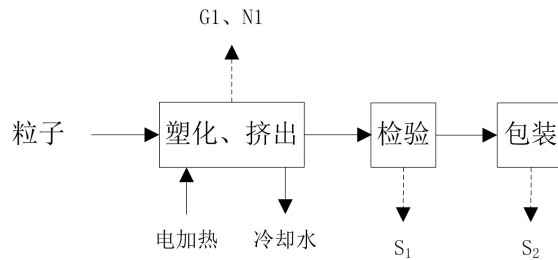 G1、N1
粒子
塑化、挤出
检验
包装
电加热
冷却水
S₁
S₂